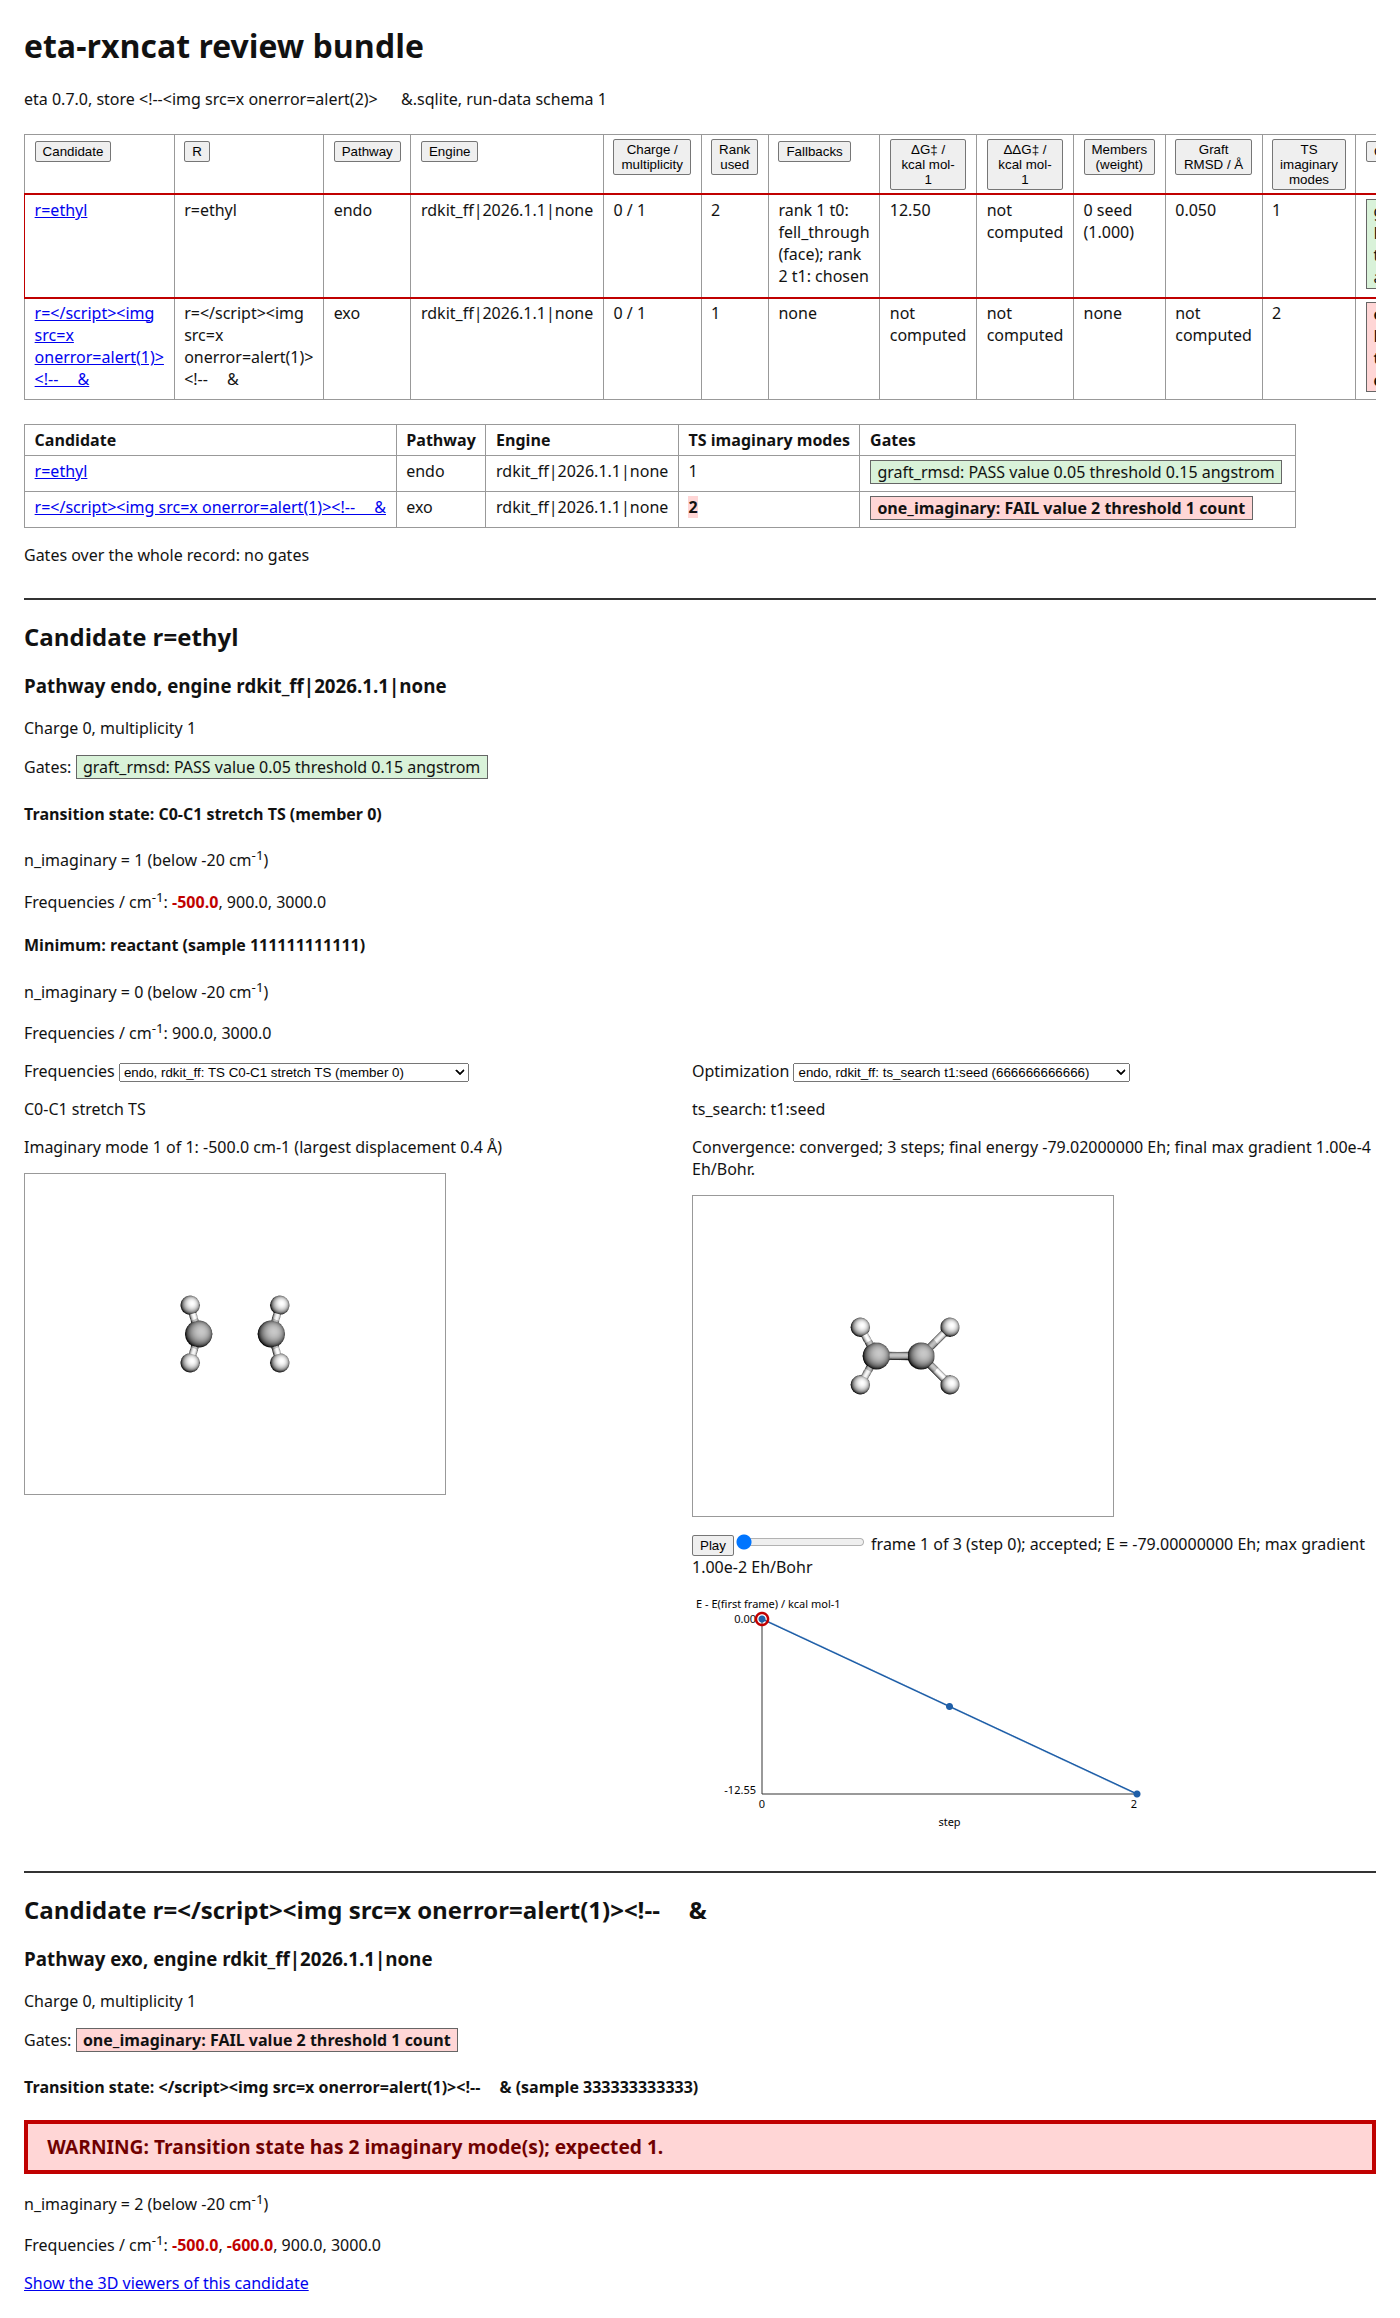 eta-rxncat review bundle
eta 0.7.0, store <!--<img src=x onerror=alert(2)>     &.sqlite, run-data schema 1
Candidate R Pathway Engine Charge / multiplicity Rank used Fallbacks ΔG‡ / kcal mol-1 ΔΔG‡ / kcal mol-1 Members (weight) Graft RMSD / Å TS imaginary modes
r=ethyl r=ethyl endo rdkit_ff|2026.1.1|none 0 / 1 2 rank 1 t0: fell_through (face); rank 2 t1: chosen 12.50 not computed 0 seed (1.000) 0.050 1
r=</script><img src=x onerror=alert(1)><!--     & r=</script><img src=x onerror=alert(1)><!--     & exo rdkit_ff|2026.1.1|none 0 / 1 1 none not computed not computed none not computed 2
Candidate Pathway Engine TS imaginary modes Gates
r=ethyl endo rdkit_ff|2026.1.1|none 1 graft_rmsd: PASS value 0.05 threshold 0.15 angstrom
r=</script><img src=x onerror=alert(1)><!--     & exo rdkit_ff|2026.1.1|none 2 one_imaginary: FAIL value 2 threshold 1 count
Gates over the whole record: no gates
Candidate r=ethyl
Pathway endo, engine rdkit_ff|2026.1.1|none
Charge 0, multiplicity 1
Gates: graft_rmsd: PASS value 0.05 threshold 0.15 angstrom
Transition state: C0-C1 stretch TS (member 0)
n_imaginary = 1 (below -20 cm-1)
Frequencies / cm-1: -500.0, 900.0, 3000.0
Minimum: reactant (sample 111111111111)
n_imaginary = 0 (below -20 cm-1)
Frequencies / cm-1: 900.0, 3000.0
Frequencies endo, rdkit_ff: TS C0-C1 stretch TS (member 0)
C0-C1 stretch TS
Imaginary mode 1 of 1: -500.0 cm-1 (largest displacement 0.4 Å)
Optimization endo, rdkit_ff: ts_search t1:seed (666666666666)
ts_search: t1:seed
Convergence: converged; 3 steps; final energy -79.02000000 Eh; final max gradient 1.00e-4
Eh/Bohr.
Play frame 1 of 3 (step 0); accepted; E = -79.00000000 Eh; max gradient
1.00e-2 Eh/Bohr
E - E(first frame) / kcal mol-1
0.00
-12.55
0 2
step
Candidate r=</script><img src=x onerror=alert(1)><!--     &
Pathway exo, engine rdkit_ff|2026.1.1|none
Charge 0, multiplicity 1
Gates: one_imaginary: FAIL value 2 threshold 1 count
Transition state: </script><img src=x onerror=alert(1)><!--     & (sample 333333333333)
WARNING: Transition state has 2 imaginary mode(s); expected 1.
n_imaginary = 2 (below -20 cm-1)
Frequencies / cm-1: -500.0, -600.0, 900.0, 3000.0
Show the 3D viewers of this candidate